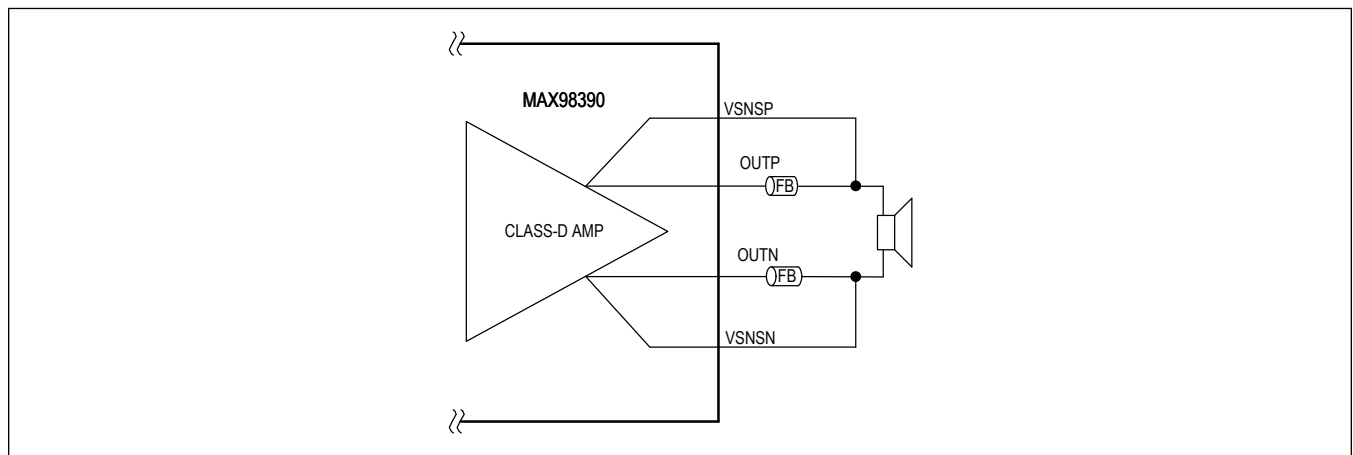 MAX98390
VSNSP
OUTP
FB
CLASS-D AMP
OUTN
FB
VSNSN